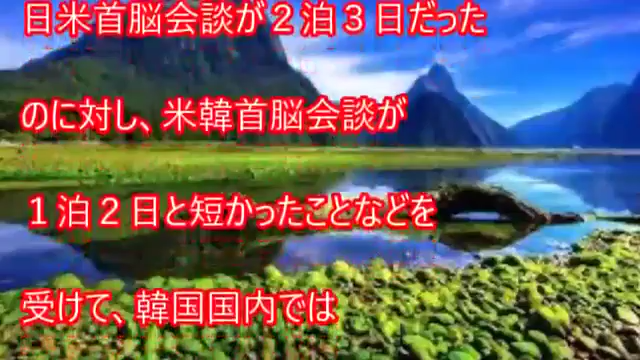 日米首脳会談が２泊３日だった
のに対し、米韓首脳会談が
１泊２日と短かったことなどを
受けて、韓国国内では